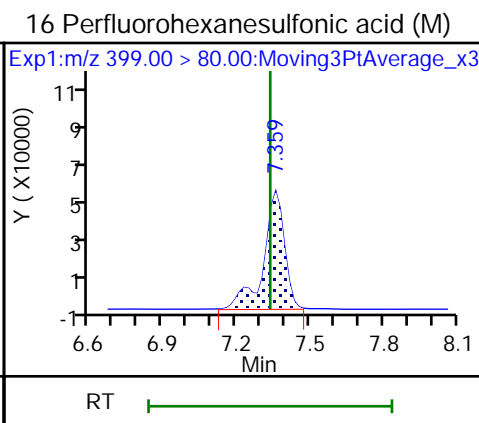 16 Perfluorohexanesulfonic acid (M)
Exp1:m/z 399.00 > 80.00:Moving3PtAverage_x3
Y ( X10000)
11
9
7
5
3
1
-1
7.359
6.6 6.9 7.2 7.5 7.8 8.1
Min
RT